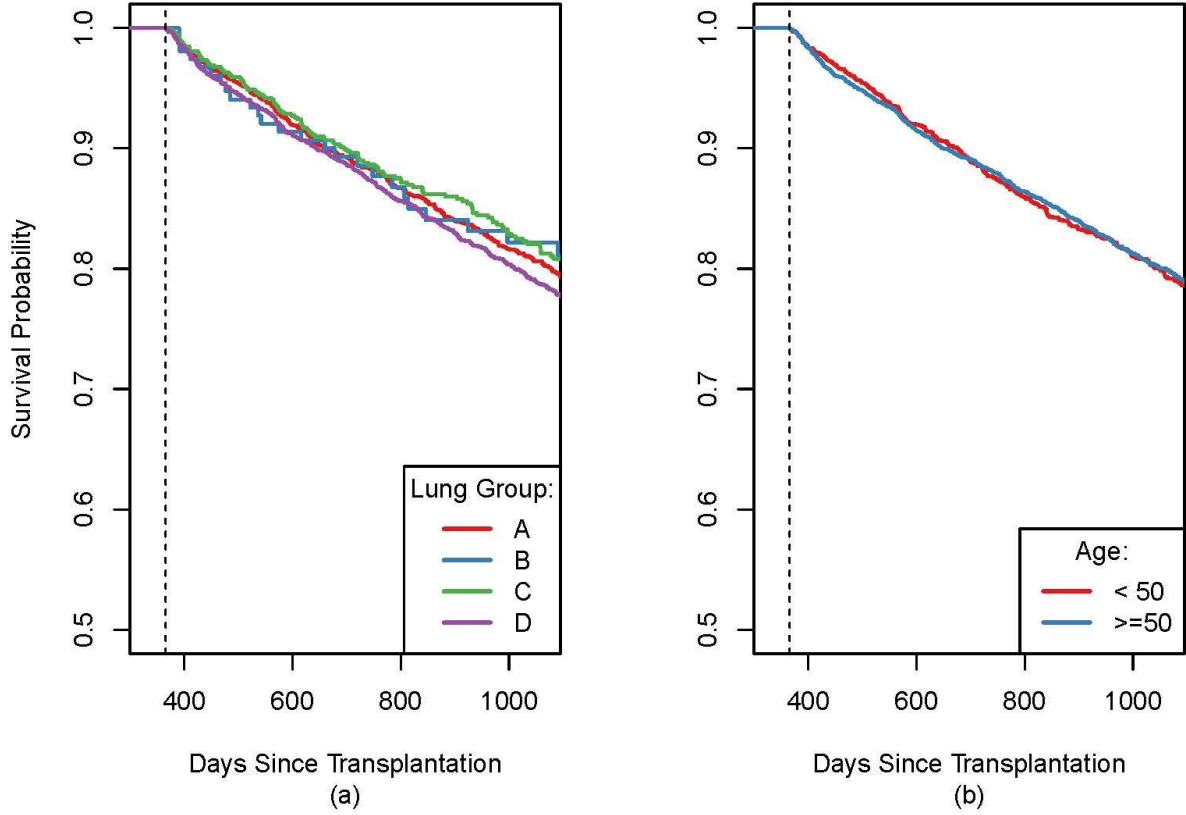 Survival Probability
1.0
0.9
0.8
0.7
0.6
0.5
400 600 800 1000
Days Since Transplantation
(a)
Lung Group:
A
B
C
D
1.0
0.9
0.8
0.7
0.6
0.5
400 600 800 1000
Days Since Transplantation
(b)
Age:
< 50
>=50